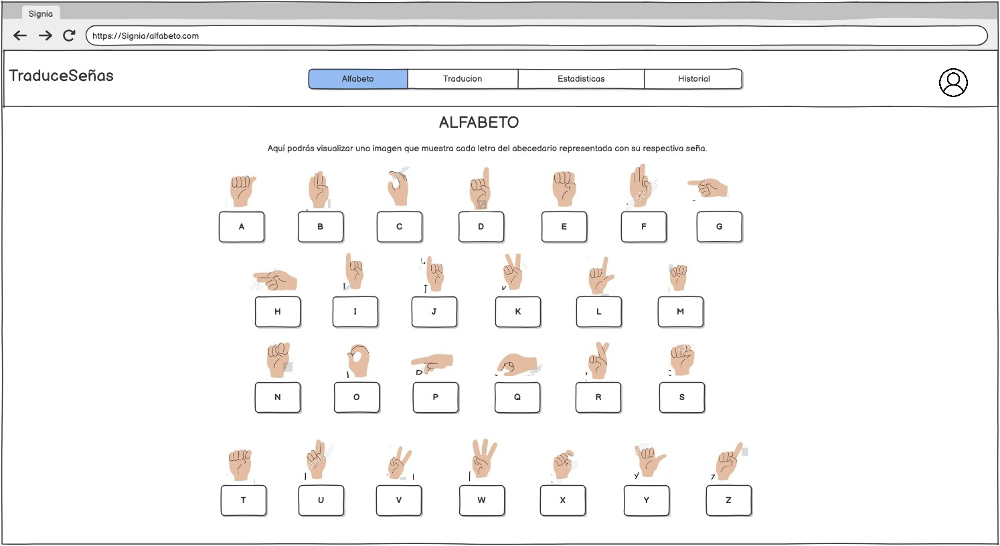 Signia
https://Signia/alfabeto.com
TraduceSeñas
Alfabeto Traducion Estadisticas Historial
ALFABETO
Aquí podrás visualizar una imagen que muestra cada letra del abecedario representada con su respectiva seña.
A B C D E F G
J
H I J K L M
N O P Q R S
y
T U V W X Y Z